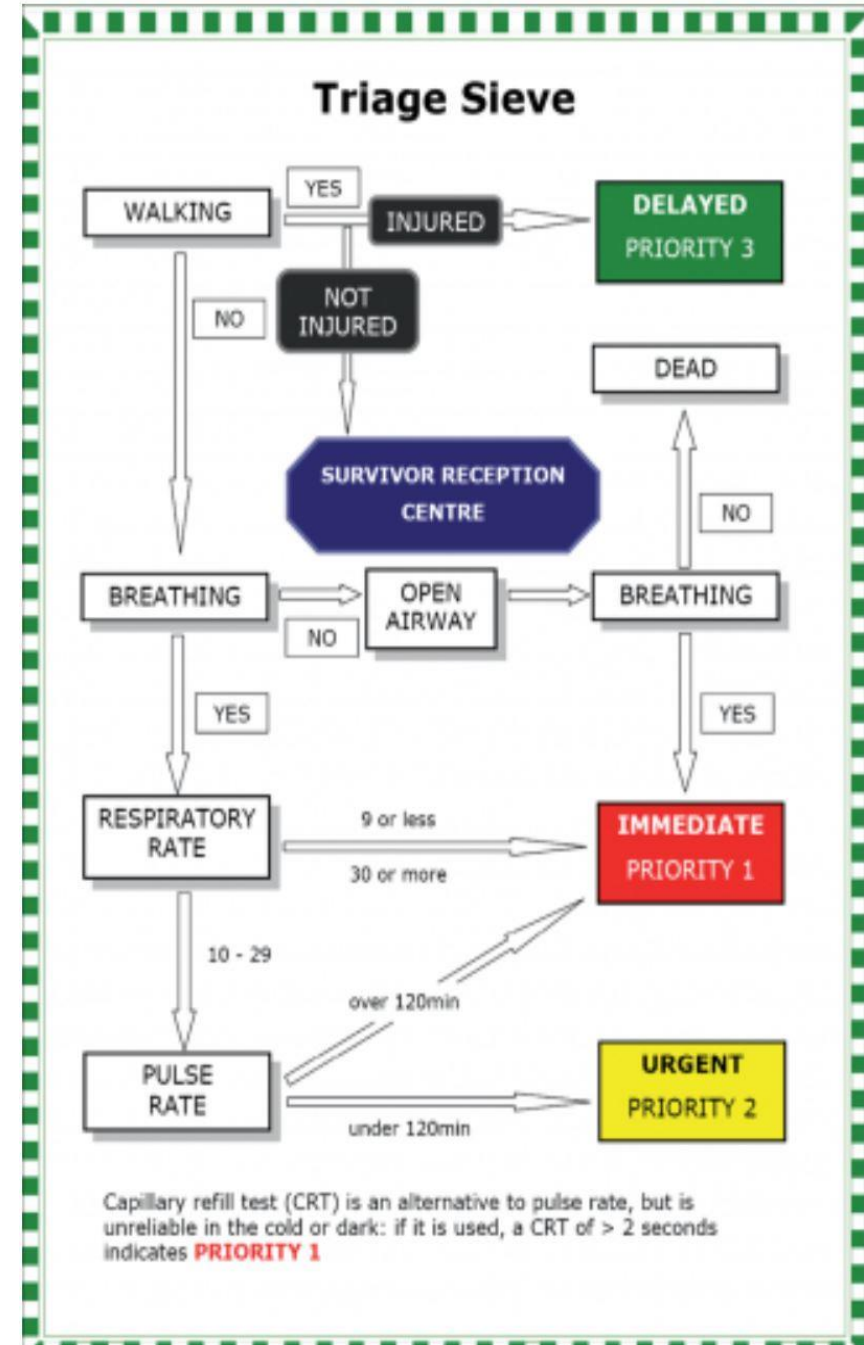 Triage Sieve
WALKING
YES
INJURED
DELAYED
PRIORITY 3
NO
NOT
INJURED
DEAD
SURVIVOR RECEPTION
CENTRE
NO
BREATHING
NO
OPEN
AIRWAY
BREATHING
YES
YES
RESPIRATORY
RATE
9 or less
30 or more
IMMEDIATE
PRIORITY 1
10 - 29
over 120min
PULSE
RATE
under 120min
URGENT
PRIORITY 2
Capillary refill test (CRT) is an alternative to pulse rate, but is
unreliable in the cold or dark: if it is used, a CRT of > 2 seconds
indicates PRIORITY 1